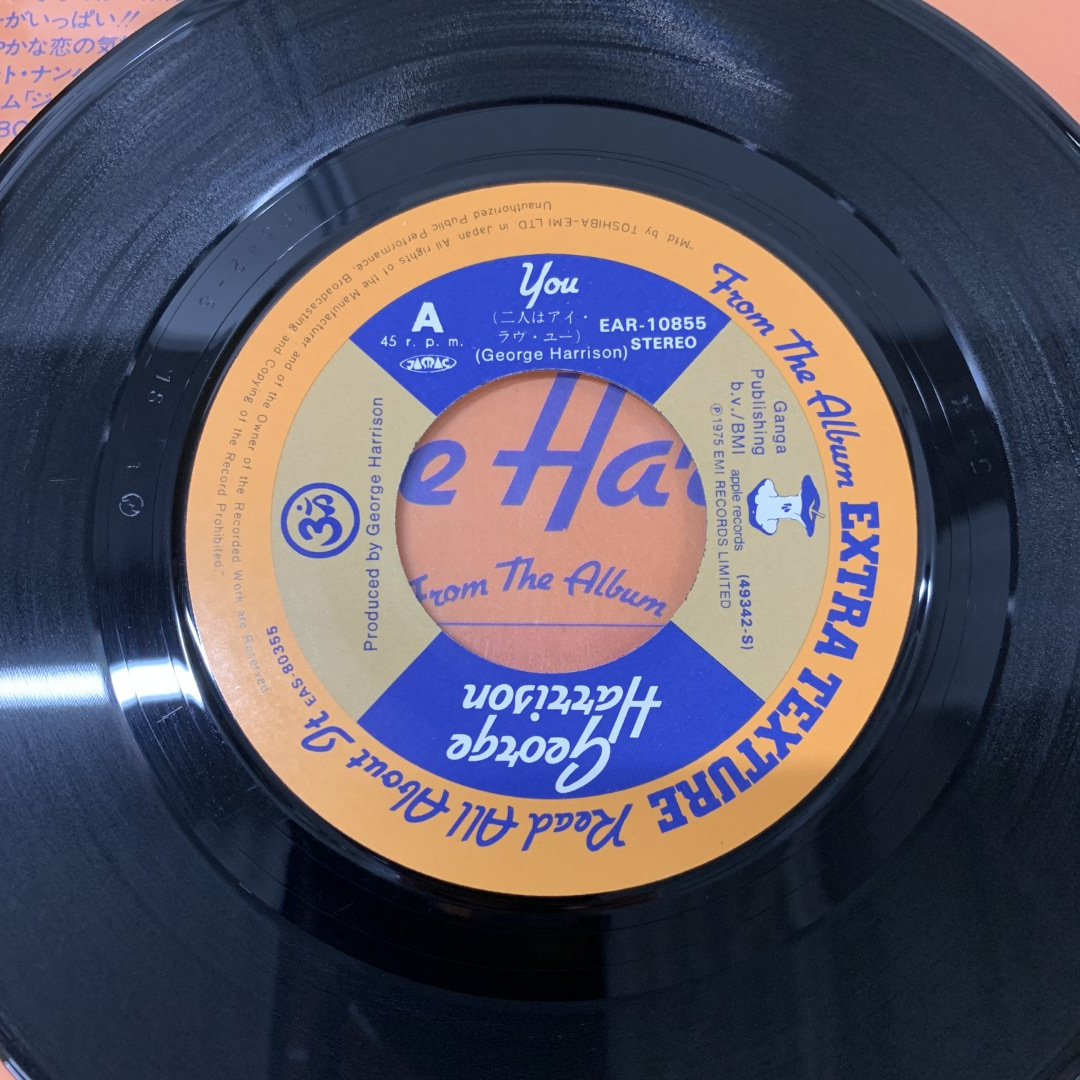 がいっぱい!!
やかな恋の気
ト・ナン
ム「ジ
You
(二人はアイ・
ラヴ・ユー)
(George Harrison)
A
45 r. p. m.
JASRAC
EAR-10855
STEREO
From The Album EXTRA TEXTURE Read All About It EAS-80355
Ganga
Publishing
b.v./BMI
℗1975 EMI RECORDS LIMITED
apple records
(49342-S)
Produced by George Harrison
ॐ
George
Harrison
"Mfd. by TOSHIBA-EMI LTD. in Japan. All rights of the Manufacturer and of the Owner of the Recorded Work are Reserved.
Unauthorized Public Performance, Broadcasting and Copying of the Record Prohibited."
e Har
From The Album